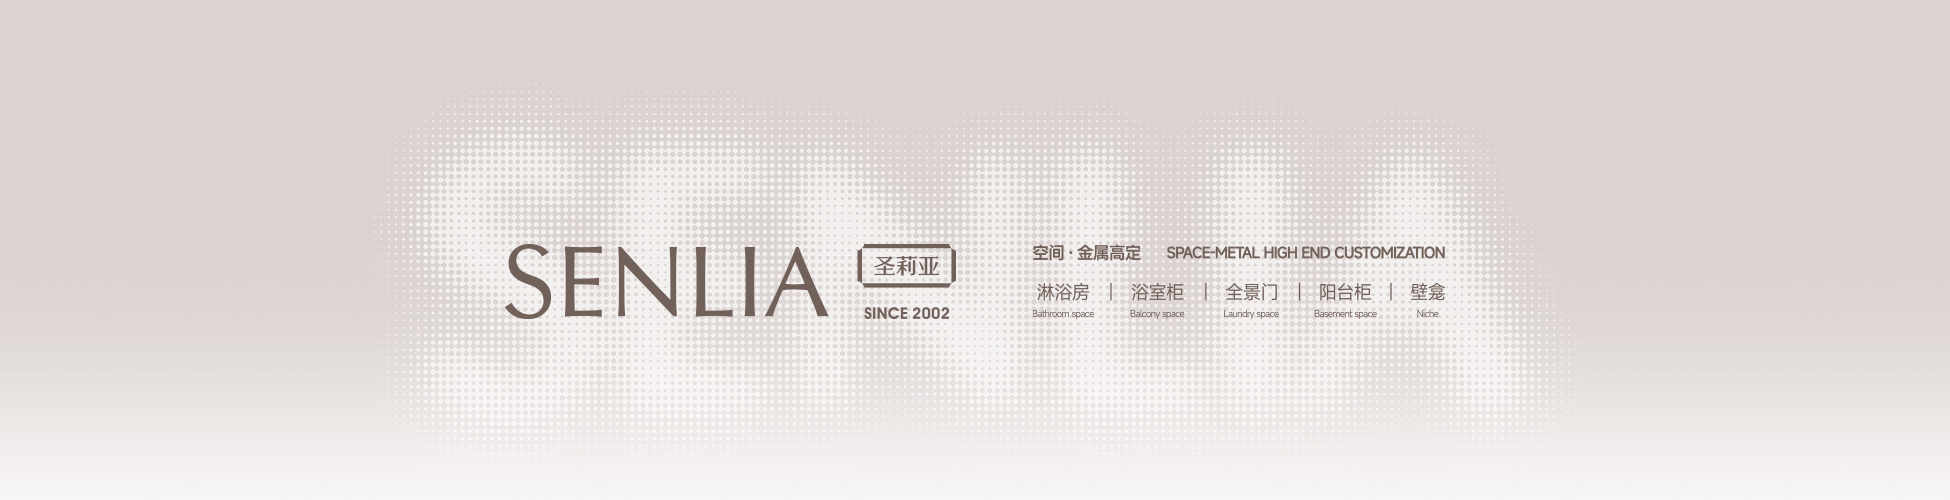 SENLIA
圣莉亚
SINCE 2002
空间 · 金属高定 SPACE-METAL HIGH END CUSTOMIZATION
淋浴房 | 浴室柜 | 全景门 | 阳台柜 | 壁龛
Bathroom space Balcony space Laundry space Basement space Niche